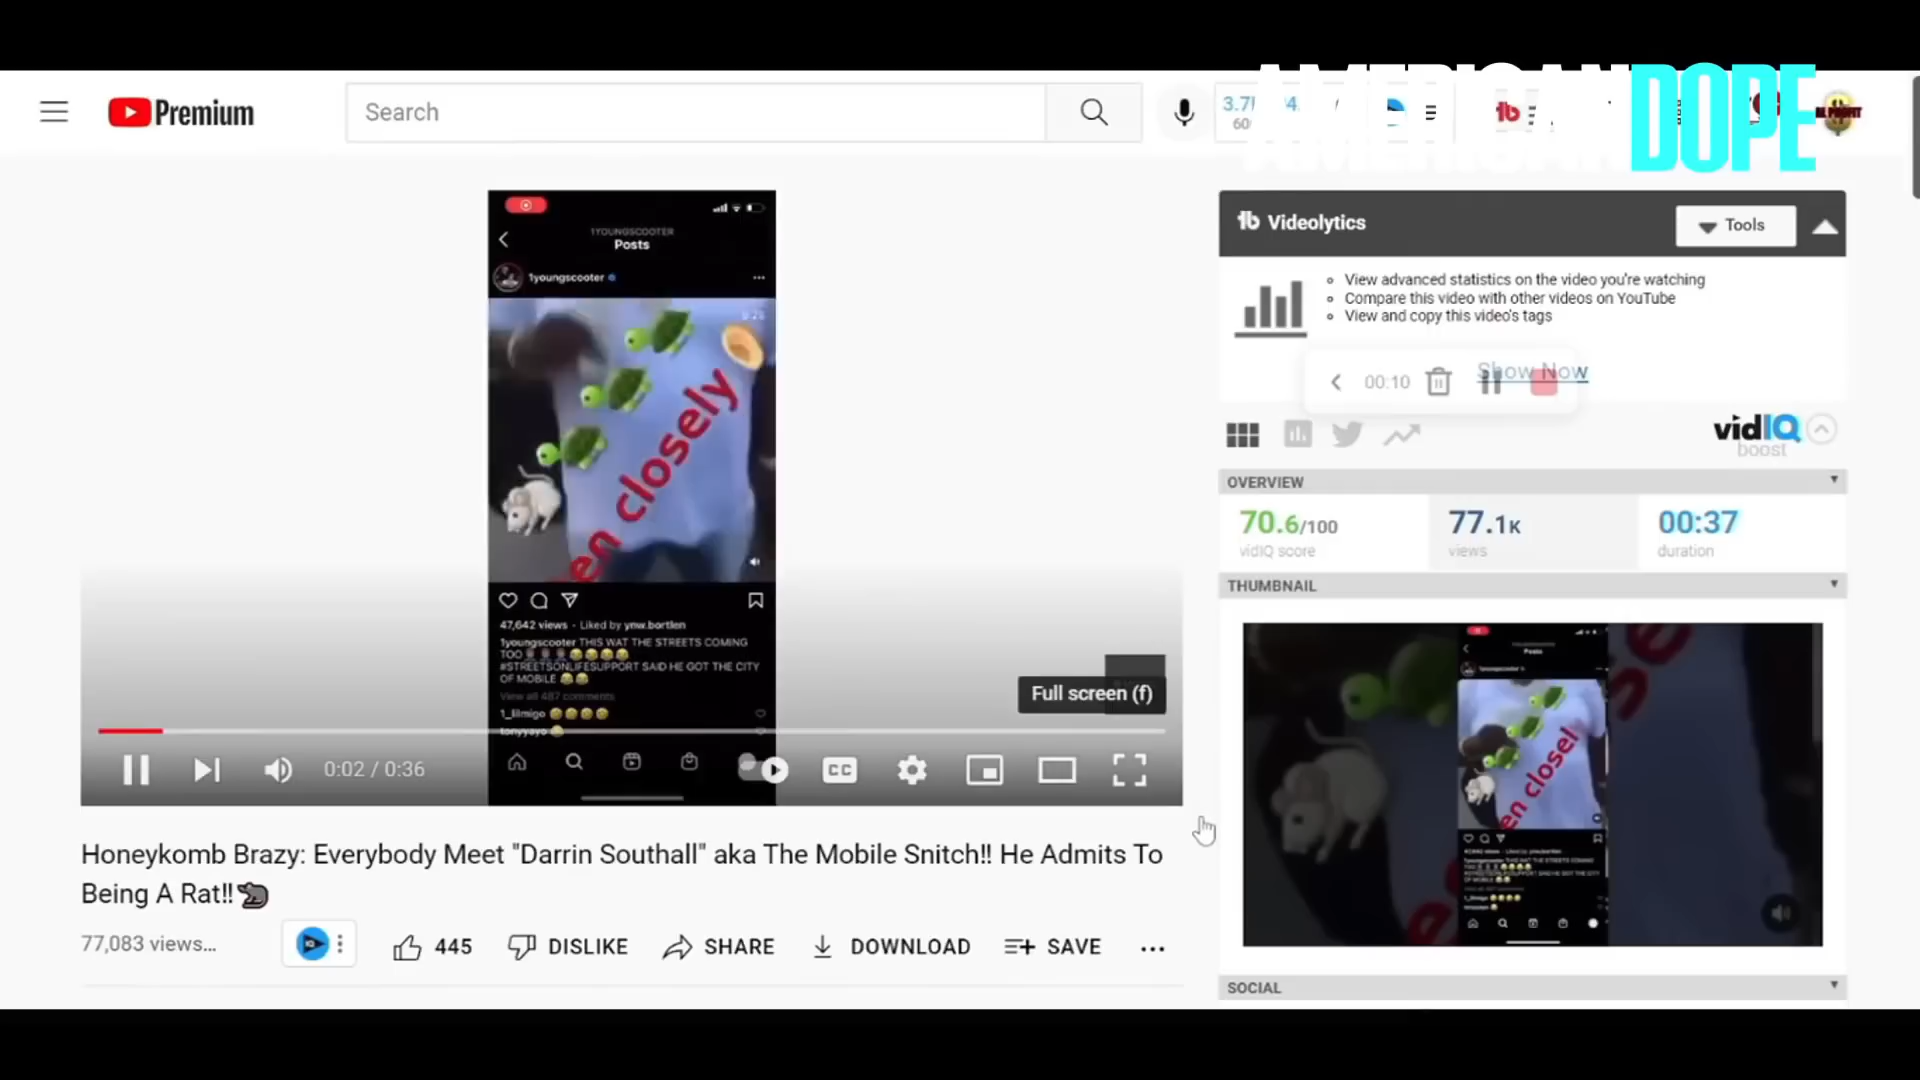 AMERICANDOPE
Premium
Search
Videolytics
Tools
View advanced statistics on the video you're watching
Compare this video with other videos on YouTube
View and copy this video's tags
Show Now
00:10
vidIQ
boost
OVERVIEW
70.6/100
vidIQ score
77.1K
views
00:37
duration
THUMBNAIL
SOCIAL
1YOUNGSCOOTER
Posts
1youngscooter
en closely
47,642 views · Liked by ynw.bortlen
1youngscooter THIS WAT THE STREETS COMING
TOO
#STREETSONLIFESUPPORT SAID HE GOT THE CITY
OF MOBILE
View all 487 comments
1_lilmigo
tonyyayo
Full screen (f)
0:02 / 0:36
CC
Honeykomb Brazy: Everybody Meet "Darrin Southall" aka The Mobile Snitch!! He Admits To
Being A Rat!!
77,083 views...
445
DISLIKE
SHARE
DOWNLOAD
SAVE